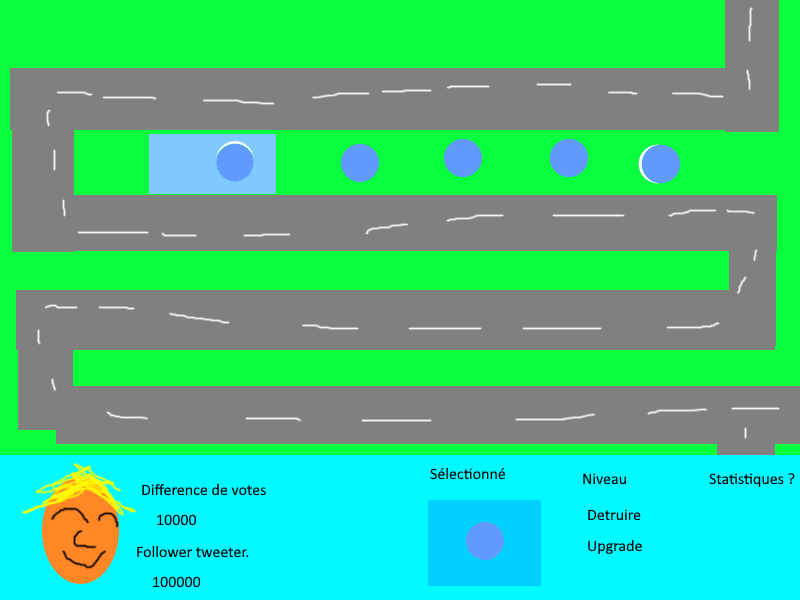 Difference de votes
10000
Follower tweeter.
100000
Sélectionné
Niveau
Detruire
Upgrade
Statistiques ?